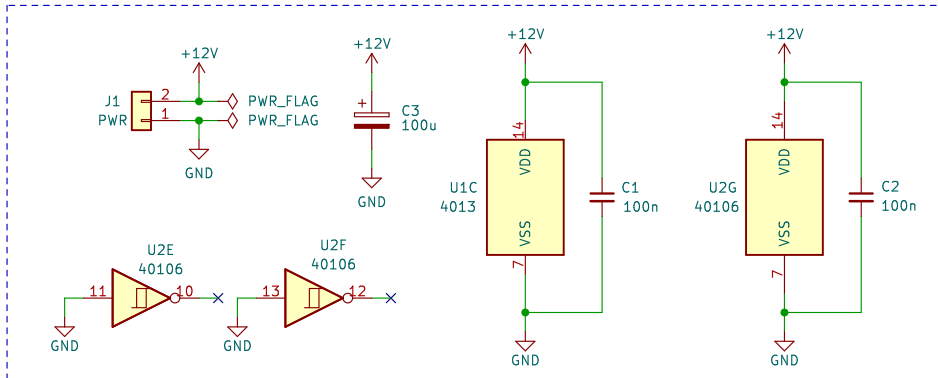 +12V
2
J1
PWR_FLAG
PWR
1
PWR_FLAG
GND
+12V
+
C3
100u
GND
+12V
14
VDD
U1C
4013
C1
100n
VSS
7
GND
+12V
14
VDD
U2G
40106
C2
100n
VSS
7
GND
U2E
40106
11
10
GND
U2F
40106
13
12
GND